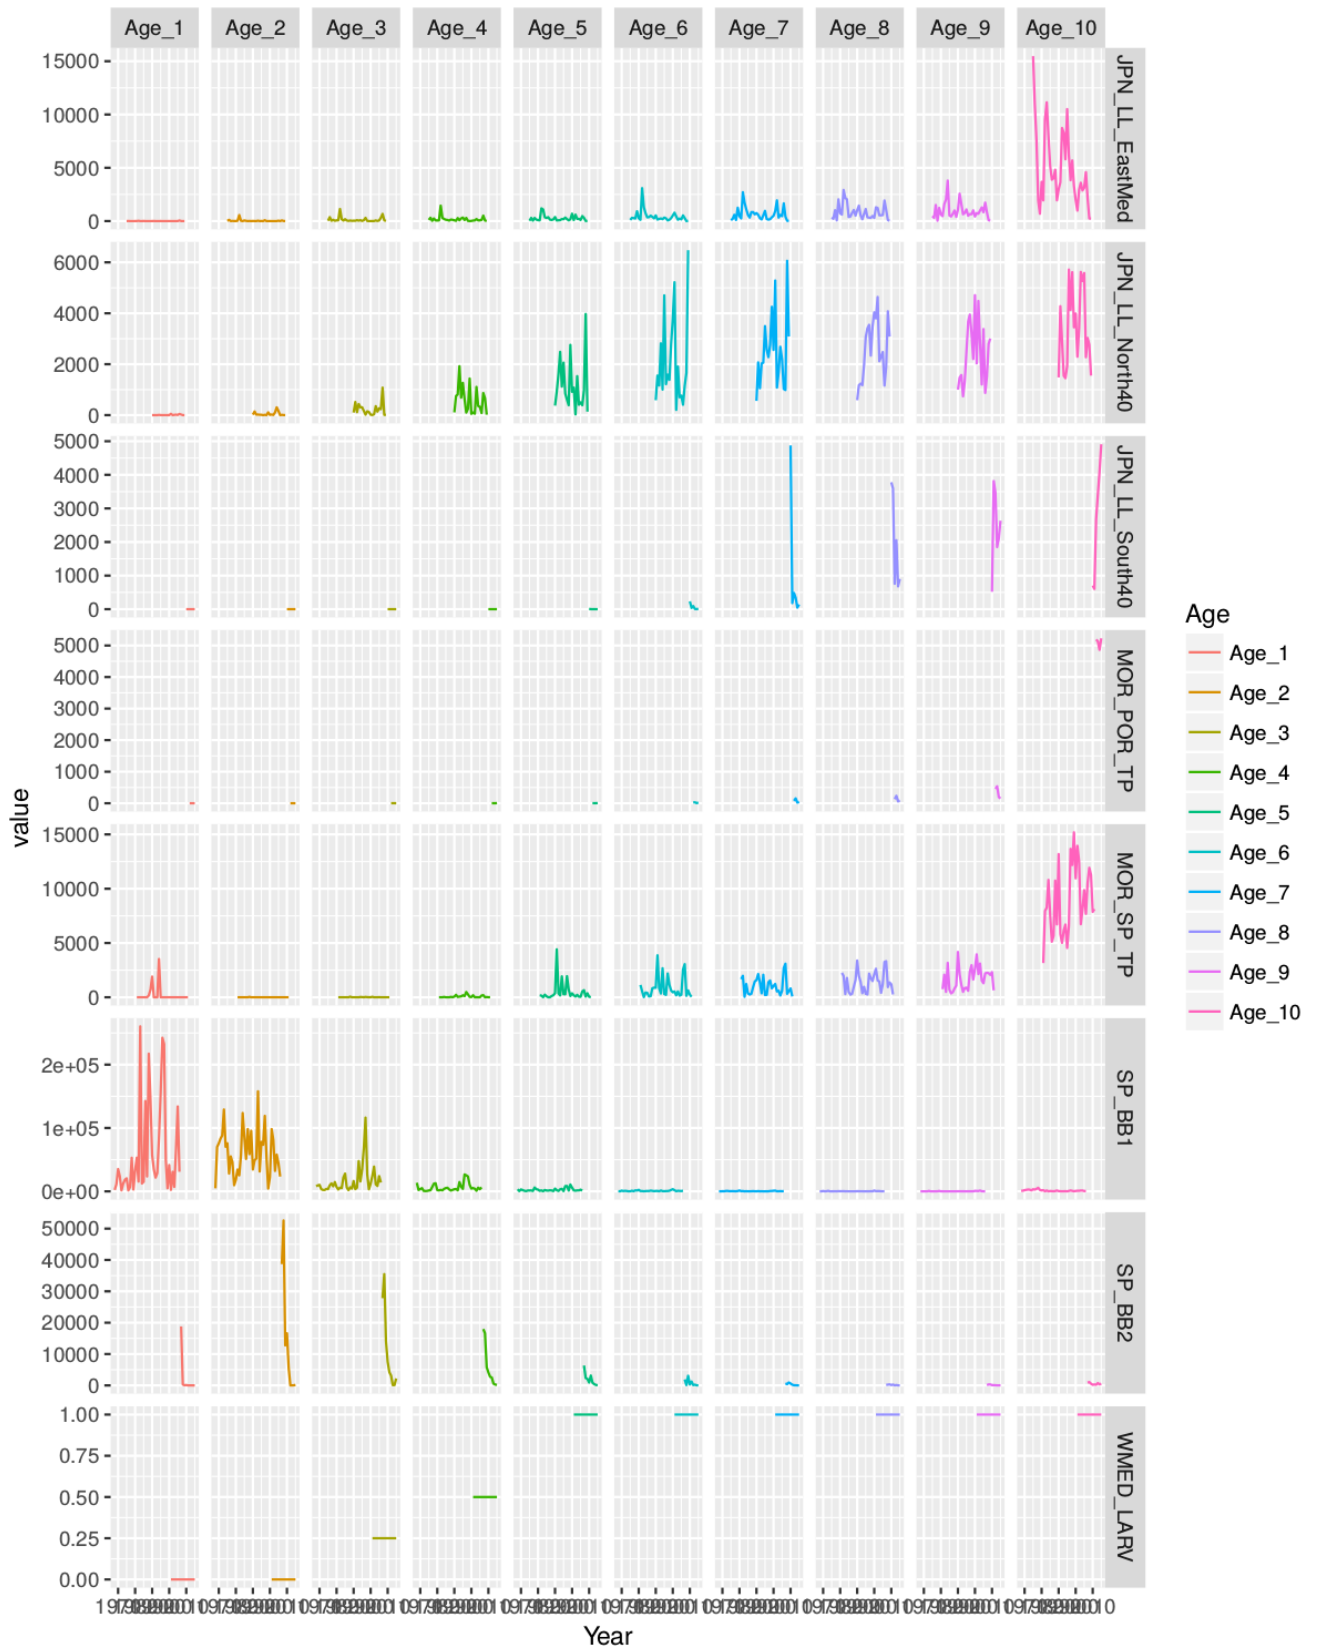 Age_1 Age_2 Age_3 Age_4 Age_5 Age_6 Age_7 Age_8 Age_9 Age_10
15000
10000
5000
0
JPN_LL_EastMed
6000
4000
2000
0
JPN_LL_North40
5000
4000
3000
2000
1000
0
JPN_LL_South40
5000
4000
3000
2000
1000
0
MOR_POR_TP
15000
10000
5000
0
MOR_SP_TP
2e+05
1e+05
0e+00
SP_BB1
50000
40000
30000
20000
10000
0
SP_BB2
1.00
0.75
0.50
0.25
0.00
WMED_LARV
value
Year
Age
Age_1
Age_2
Age_3
Age_4
Age_5
Age_6
Age_7
Age_8
Age_9
Age_10